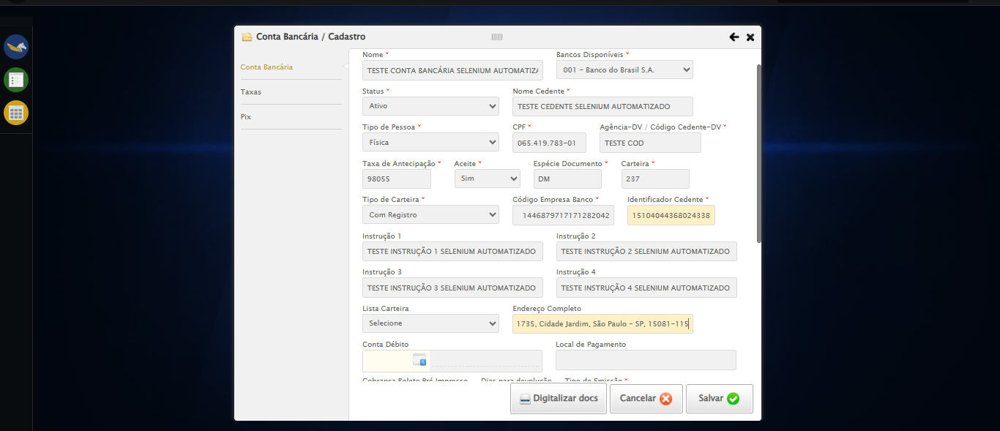 Conta Bancária / Cadastro
Conta Bancária
Taxas
Pix
Nome * Bancos Disponíveis *
TESTE CONTA BANCÁRIA SELENIUM AUTOMATIZA 001 - Banco do Brasil S.A.
Status * Nome Cedente *
Ativo TESTE CEDENTE SELENIUM AUTOMATIZADO
Tipo de Pessoa * CPF * Agência-DV / Código Cedente-DV *
Física 065.419.783-01 TESTE COD
Taxa de Antecipação * Aceite * Espécie Documento * Carteira *
98055 Sim DM 237
Tipo de Carteira * Código Empresa Banco * Identificador Cedente *
Com Registro 1446879717171282042 15104044368024338
Instrução 1 Instrução 2
TESTE INSTRUÇÃO 1 SELENIUM AUTOMATIZADO TESTE INSTRUÇÃO 2 SELENIUM AUTOMATIZADO
Instrução 3 Instrução 4
TESTE INSTRUÇÃO 3 SELENIUM AUTOMATIZADO TESTE INSTRUÇÃO 4 SELENIUM AUTOMATIZADO
Lista Carteira Endereço Completo
Selecione 1735, Cidade Jardim, São Paulo - SP, 15081-115
Conta Débito Local de Pagamento
Cobrança Boleto Pré Impresso Dias para devolução Tipo de Emissão *
Digitalizar docs Cancelar Salvar